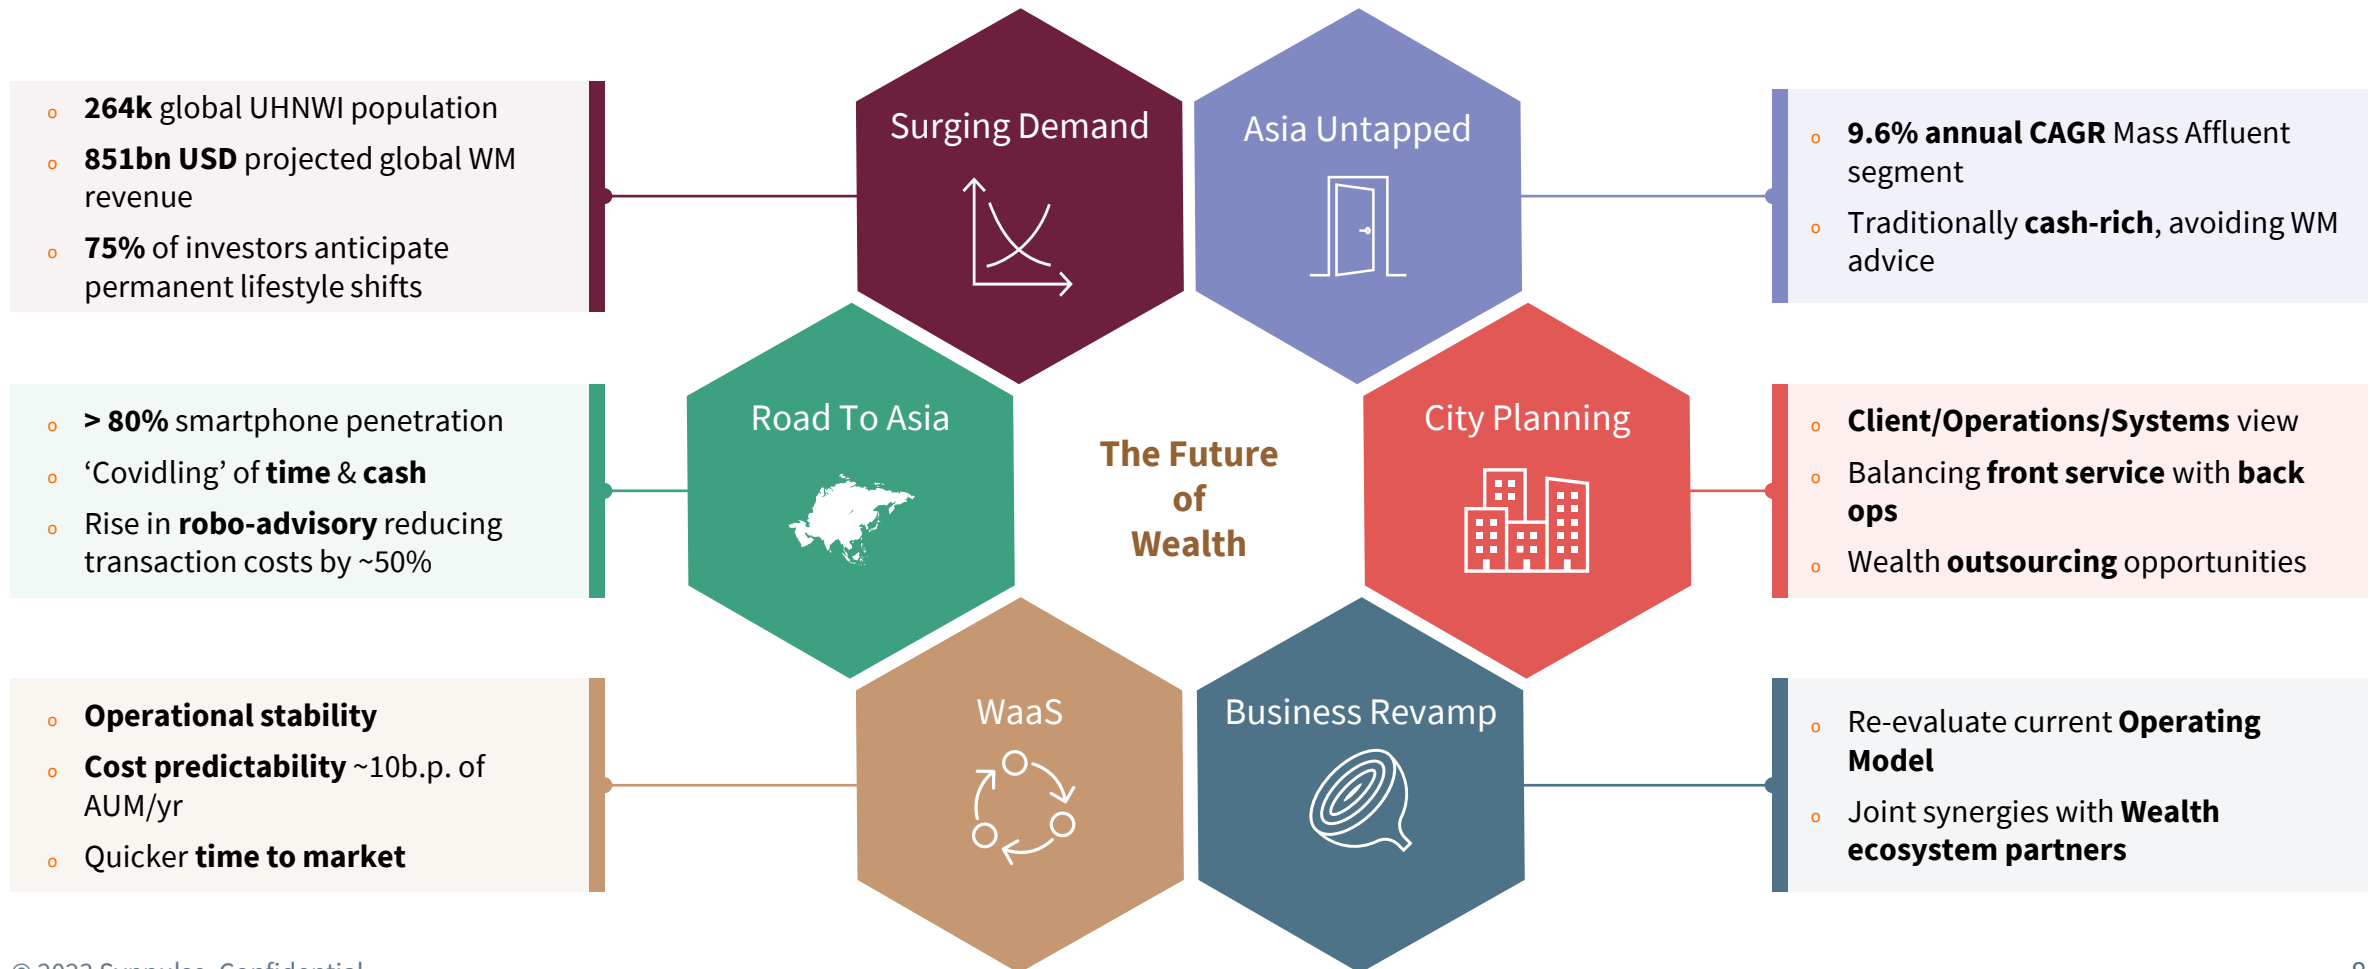 Surging Demand
o 264k global UHNWI population
o 851bn USD projected global WM
revenue
o 75% of investors anticipate
permanent lifestyle shifts
Asia Untapped
o 9.6% annual CAGR Mass Affluent
segment
o Traditionally cash-rich, avoiding WM
advice
Road To Asia
o > 80% smartphone penetration
o ‘Covidling’ of time & cash
o Rise in robo-advisory reducing
transaction costs by ~50%
The Future
of
Wealth
City Planning
o Client/Operations/Systems view
o Balancing front service with back
ops
o Wealth outsourcing opportunities
WaaS
o Operational stability
o Cost predictability ~10b.p. of
AUM/yr
o Quicker time to market
Business Revamp
o Re-evaluate current Operating
Model
o Joint synergies with Wealth
ecosystem partners
Confidential